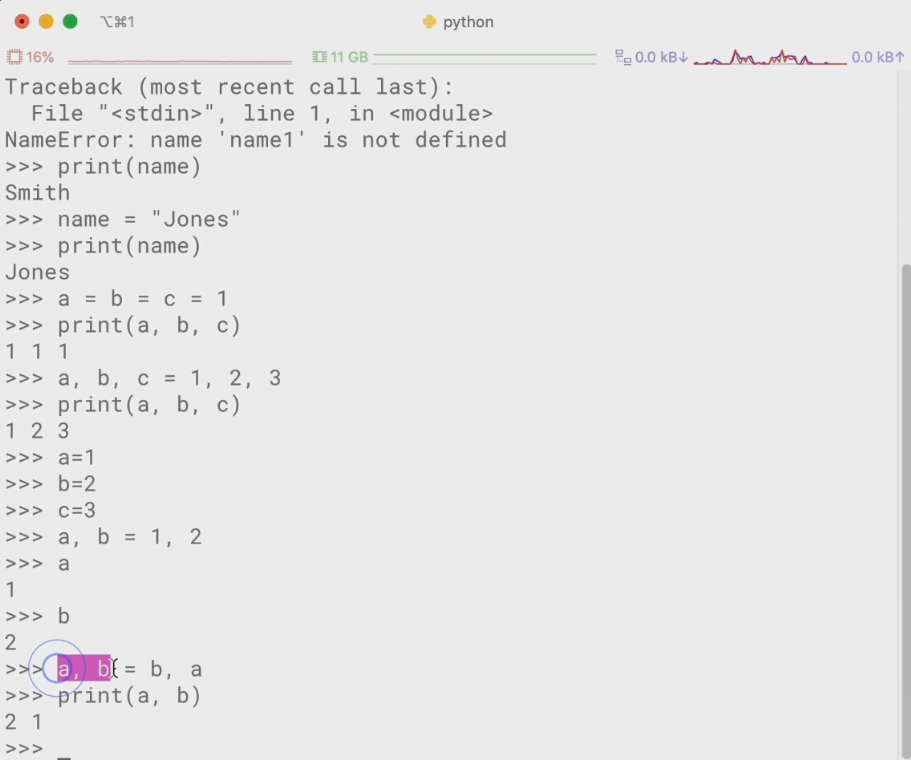 ⌥⌘1 python
16% 11 GB 0.0 kB↓ 0.0 kB↑
Traceback (most recent call last):
  File "<stdin>", line 1, in <module>
NameError: name 'name1' is not defined
>>> print(name)
Smith
>>> name = "Jones"
>>> print(name)
Jones
>>> a = b = c = 1
>>> print(a, b, c)
1 1 1
>>> a, b, c = 1, 2, 3
>>> print(a, b, c)
1 2 3
>>> a=1
>>> b=2
>>> c=3
>>> a, b = 1, 2
>>> a
1
>>> b
2
>>> a, b = b, a
>>> print(a, b)
2 1
>>>